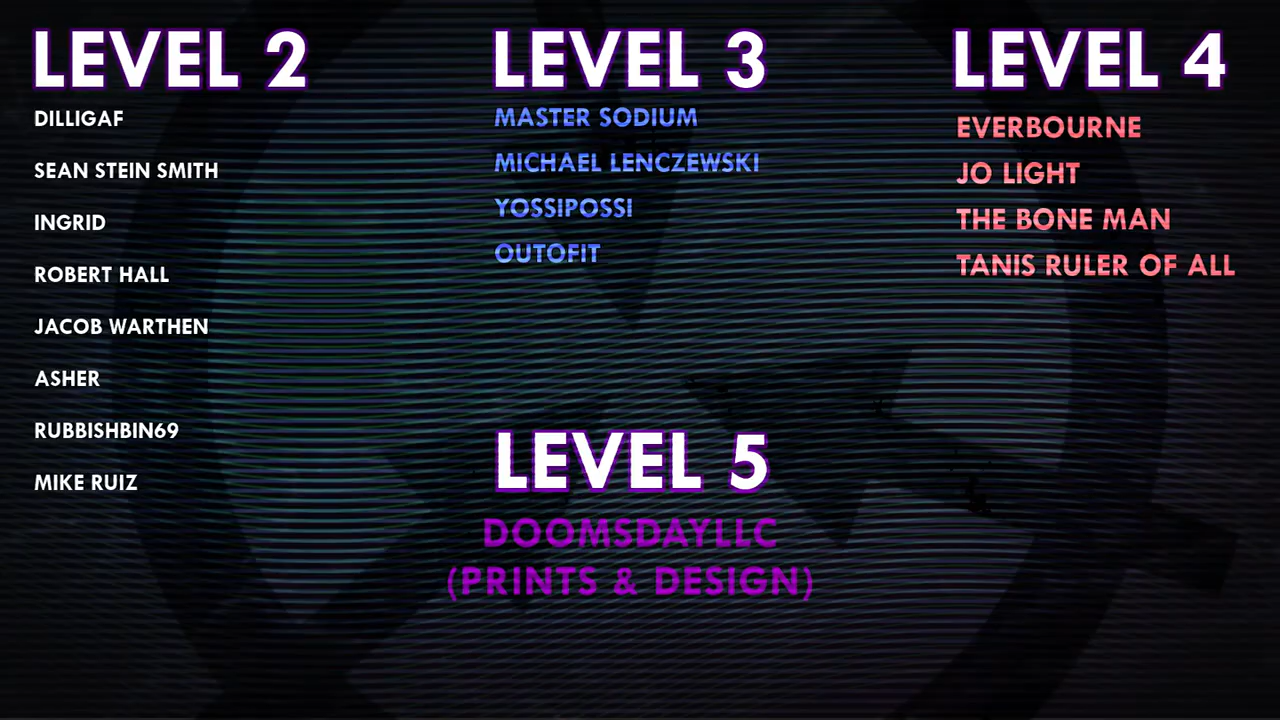 LEVEL 2
DILLIGAF
SEAN STEIN SMITH
INGRID
ROBERT HALL
JACOB WARTHEN
ASHER
RUBBISHBIN69
MIKE RUIZ
LEVEL 3
MASTER SODIUM
MICHAEL LENCZEWSKI
YOSSIPOSSI
OUTOFIT
LEVEL 4
EVERBOURNE
JO LIGHT
THE BONE MAN
TANIS RULER OF ALL
LEVEL 5
DOOMSDAYLLC
(PRINTS & DESIGN)